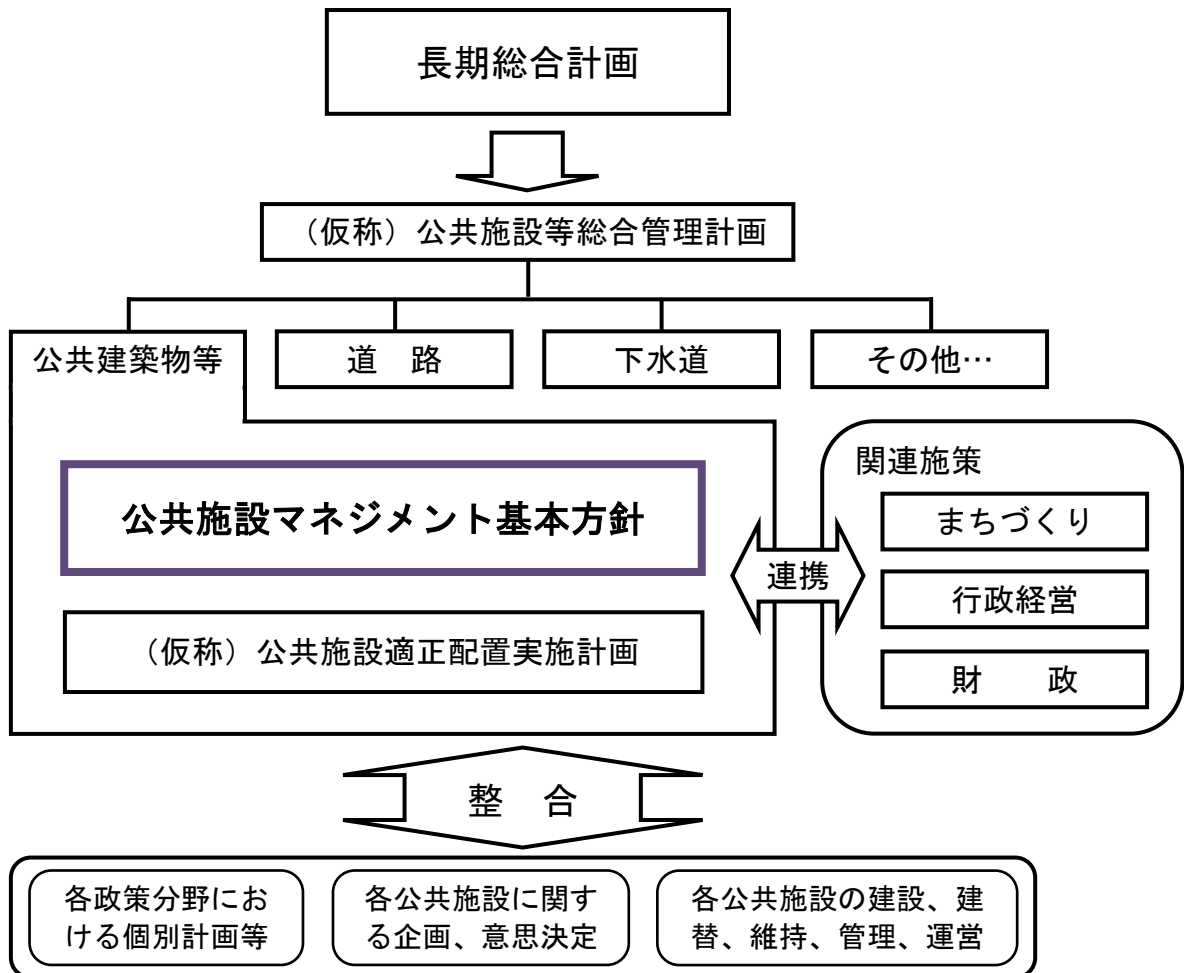 長期総合計画
（仮称）公共施設等総合管理計画
公共建築物等
道　路
下水道
その他…
公共施設マネジメント基本方針
（仮称）公共施設適正配置実施計画
連携
関連施策
まちづくり
行政経営
財　　政
整　合
各政策分野にお
ける個別計画等
各公共施設に関す
る企画、意思決定
各公共施設の建設、建
替、維持、管理、運営